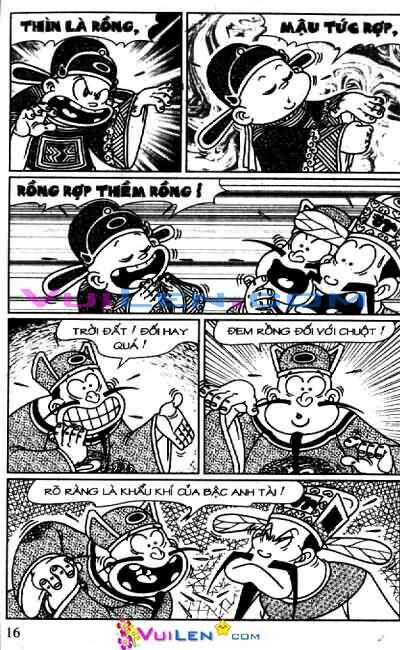 THÌN LÀ RỒNG,
MẬU TỨC RỢP,
RỒNG RỢP THỀM RỒNG!
VUILEN.COM
TRỜI ĐẤT! ĐỐI HAY
QUÁ!
ĐEM RỒNG ĐỐI VỚI CHUỘT!
RÕ RÀNG LÀ KHẨU KHÍ CỦA BẬC ANH TÀI!
16
VUILEN.COM